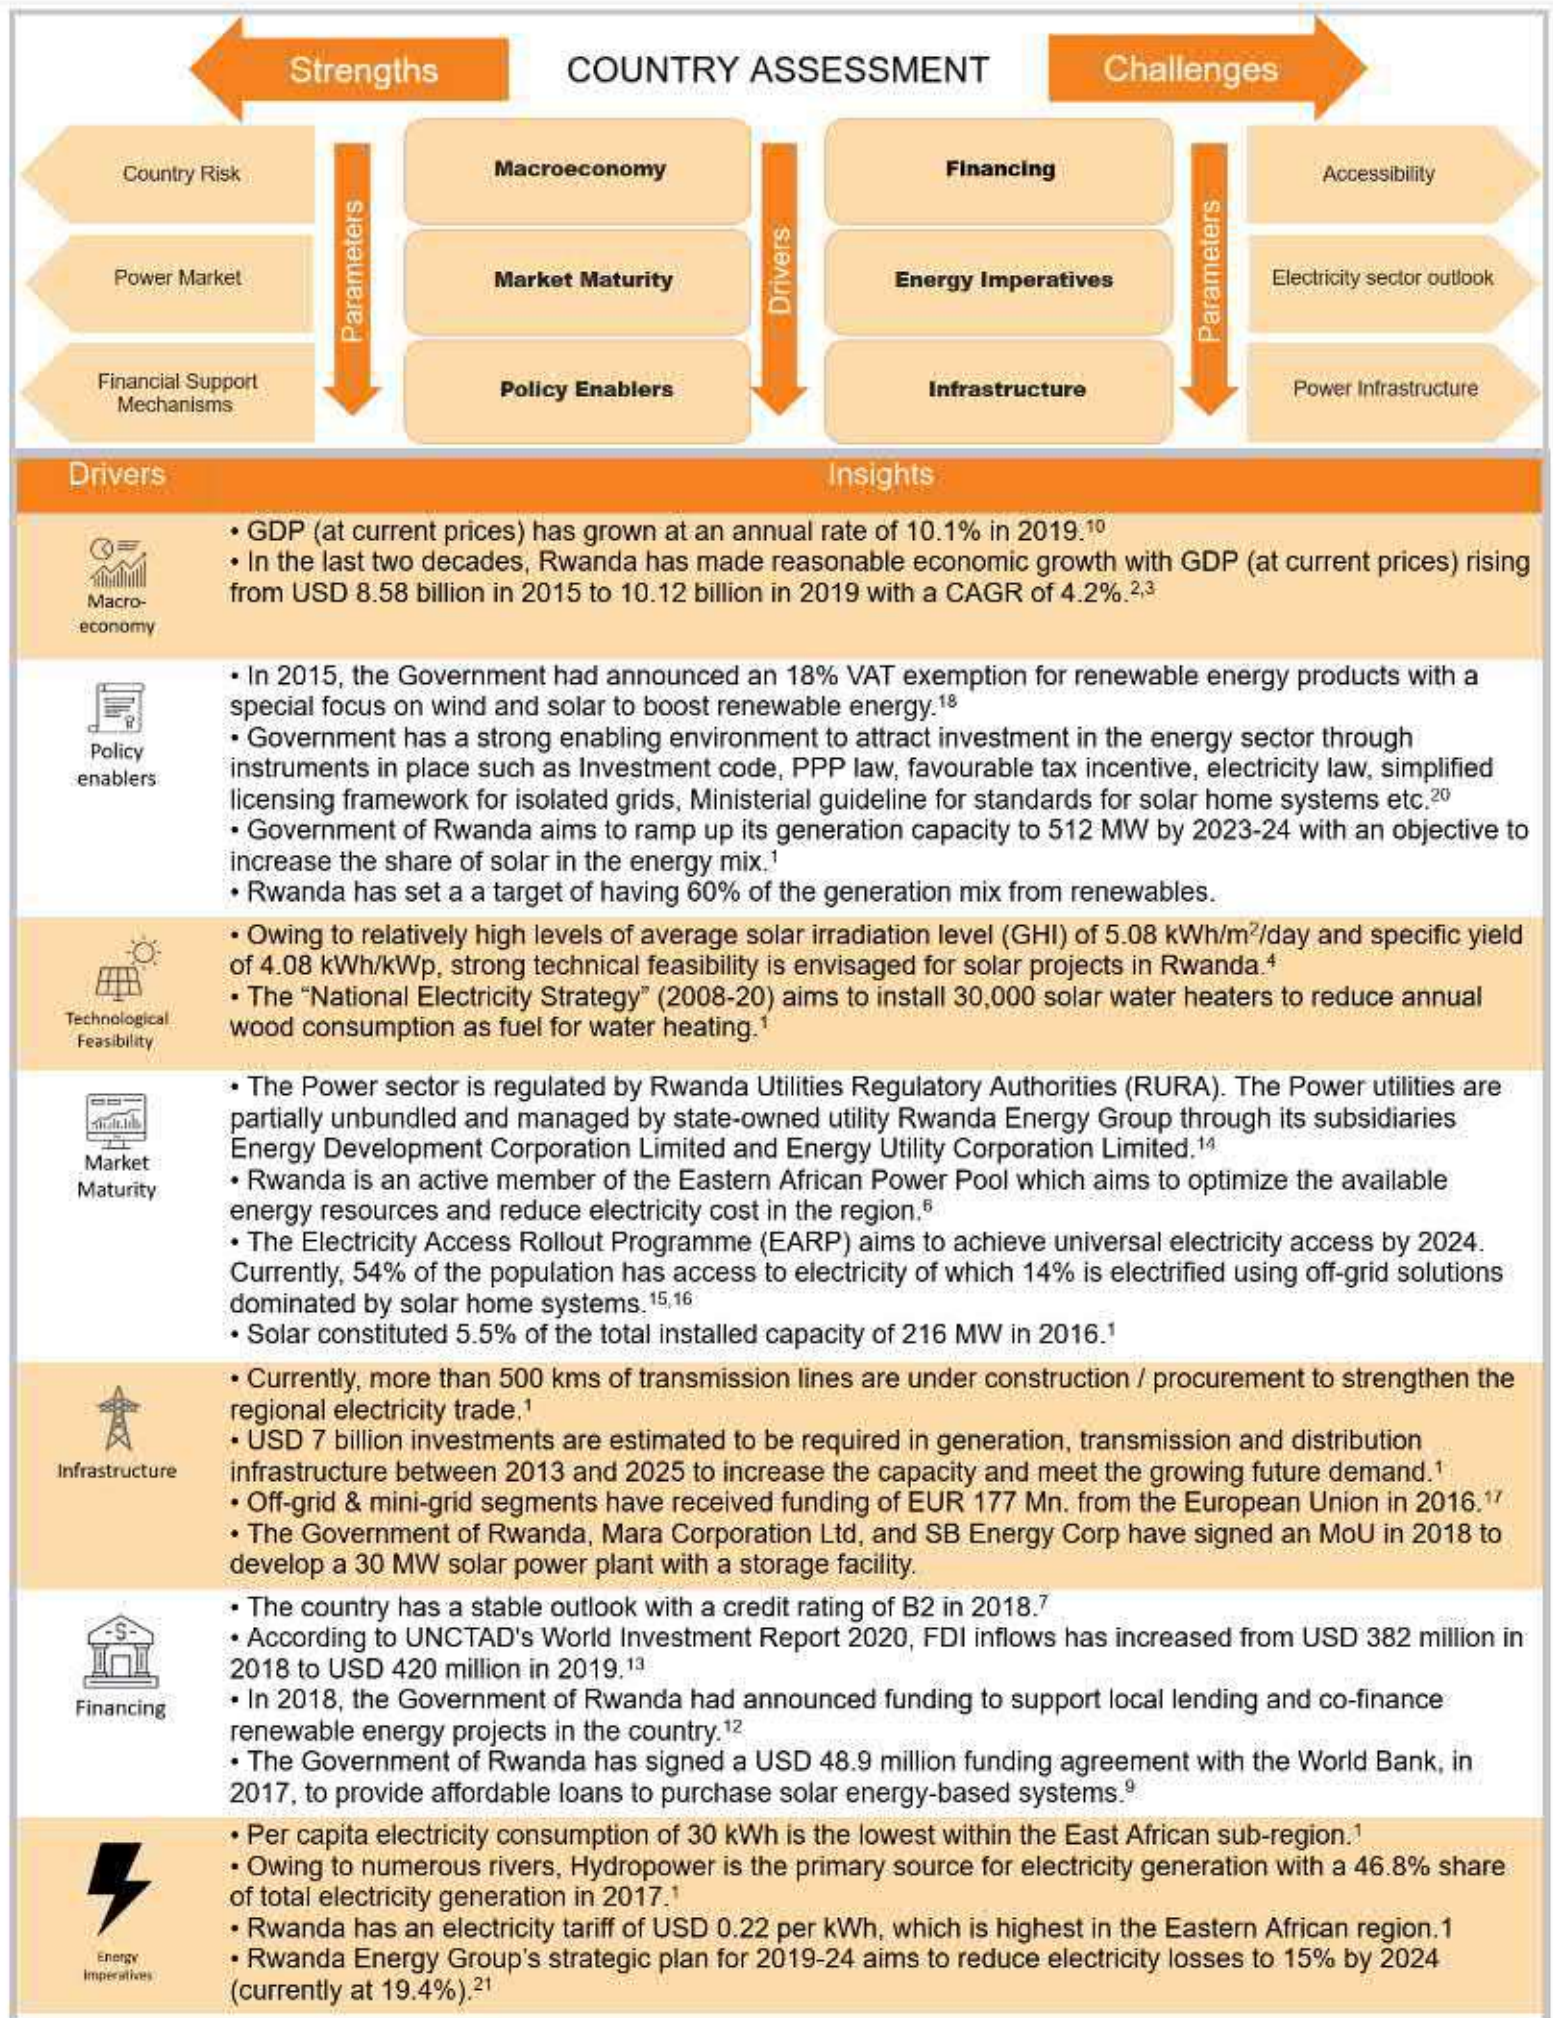 Strengths
COUNTRY ASSESSMENT
Challenges
Country Risk
Power Market
Financial Support
Mechanisms
Parameters
Macroeconomy
Market Maturity
Policy Enablers
Drivers
Financing
Energy Imperatives
Infrastructure
Parameters
Accessibility
Electricity sector outlook
Power Infrastructure
Drivers
Insights
Macro-
economy
• GDP (at current prices) has grown at an annual rate of 10.1% in 2019.¹⁰
• In the last two decades, Rwanda has made reasonable economic growth with GDP (at current prices) rising
from USD 8.58 billion in 2015 to 10.12 billion in 2019 with a CAGR of 4.2%.²,³
Policy
enablers
• In 2015, the Government had announced an 18% VAT exemption for renewable energy products with a
special focus on wind and solar to boost renewable energy.¹⁸
• Government has a strong enabling environment to attract investment in the energy sector through
instruments in place such as Investment code, PPP law, favourable tax incentive, electricity law, simplified
licensing framework for isolated grids, Ministerial guideline for standards for solar home systems etc.²⁰
• Government of Rwanda aims to ramp up its generation capacity to 512 MW by 2023-24 with an objective to
increase the share of solar in the energy mix.¹
• Rwanda has set a a target of having 60% of the generation mix from renewables.
Technological
Feasibility
• Owing to relatively high levels of average solar irradiation level (GHI) of 5.08 kWh/m²/day and specific yield
of 4.08 kWh/kWp, strong technical feasibility is envisaged for solar projects in Rwanda.⁴
• The “National Electricity Strategy” (2008-20) aims to install 30,000 solar water heaters to reduce annual
wood consumption as fuel for water heating.¹
Market
Maturity
• The Power sector is regulated by Rwanda Utilities Regulatory Authorities (RURA). The Power utilities are
partially unbundled and managed by state-owned utility Rwanda Energy Group through its subsidiaries
Energy Development Corporation Limited and Energy Utility Corporation Limited.¹⁴
• Rwanda is an active member of the Eastern African Power Pool which aims to optimize the available
energy resources and reduce electricity cost in the region.⁶
• The Electricity Access Rollout Programme (EARP) aims to achieve universal electricity access by 2024.
Currently, 54% of the population has access to electricity of which 14% is electrified using off-grid solutions
dominated by solar home systems.¹⁵,¹⁶
• Solar constituted 5.5% of the total installed capacity of 216 MW in 2016.¹
Infrastructure
• Currently, more than 500 kms of transmission lines are under construction / procurement to strengthen the
regional electricity trade.¹
• USD 7 billion investments are estimated to be required in generation, transmission and distribution
infrastructure between 2013 and 2025 to increase the capacity and meet the growing future demand.¹
• Off-grid & mini-grid segments have received funding of EUR 177 Mn. from the European Union in 2016.¹⁷
• The Government of Rwanda, Mara Corporation Ltd, and SB Energy Corp have signed an MoU in 2018 to
develop a 30 MW solar power plant with a storage facility.
-S-
Financing
• The country has a stable outlook with a credit rating of B2 in 2018.⁷
• According to UNCTAD's World Investment Report 2020, FDI inflows has increased from USD 382 million in
2018 to USD 420 million in 2019.¹³
• In 2018, the Government of Rwanda had announced funding to support local lending and co-finance
renewable energy projects in the country.¹²
• The Government of Rwanda has signed a USD 48.9 million funding agreement with the World Bank, in
2017, to provide affordable loans to purchase solar energy-based systems.⁹
Energy
Imperatives
• Per capita electricity consumption of 30 kWh is the lowest within the East African sub-region.¹
• Owing to numerous rivers, Hydropower is the primary source for electricity generation with a 46.8% share
of total electricity generation in 2017.¹
• Rwanda has an electricity tariff of USD 0.22 per kWh, which is highest in the Eastern African region.1
• Rwanda Energy Group’s strategic plan for 2019-24 aims to reduce electricity losses to 15% by 2024
(currently at 19.4%).²¹